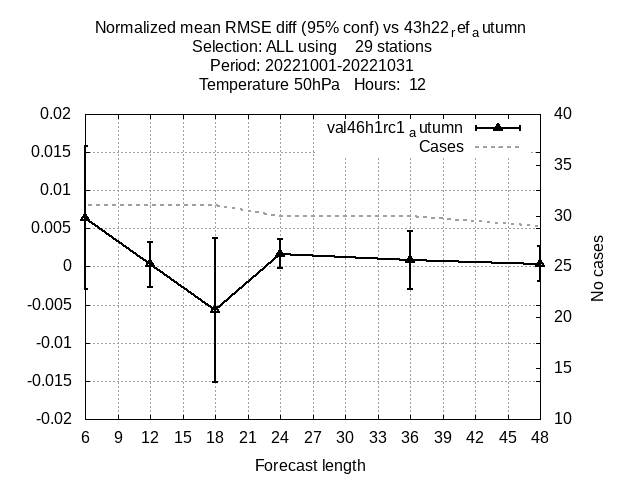 Normalized mean RMSE diff (95% conf) vs 43h22refautumn
Selection: ALL using 29 stations
Period: 20221001-20221031
Temperature 50hPa Hours: 12
val46h1rc1autumn
Cases
0.02
0.015
0.01
0.005
0
-0.005
-0.01
-0.015
-0.02
40
35
30
25
20
15
10
No cases
6 9 12 15 18 21 24 27 30 33 36 39 42 45 48
Forecast length